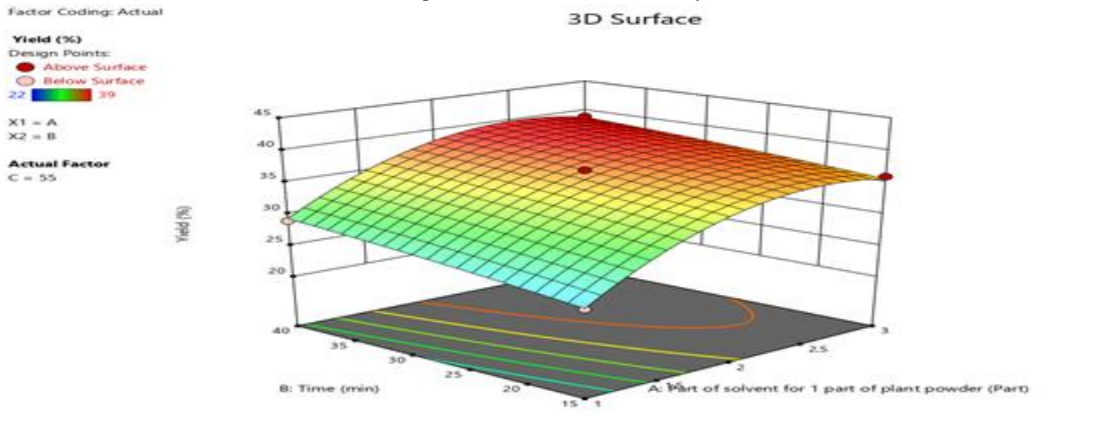 Factor Coding: Actual
3D Surface
Yield (%)
Design Points:
Above Surface
Below Surface
22 39
X1 = A
X2 = B
Actual Factor
C = 55
Yield (%)
45
40
35
30
25
20
40
35
30
25
20
15
1
1.5
2
2.5
3
B: Time (min)
A: Part of solvent for 1 part of plant powder (Part)